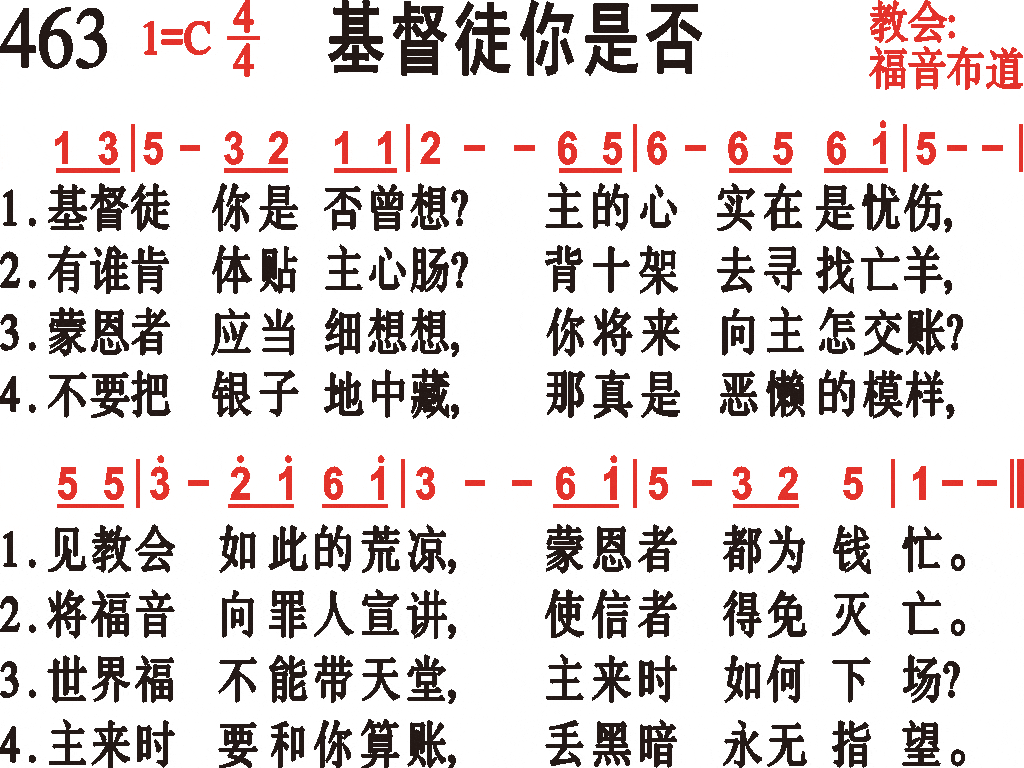 463 1=C 4/4 基督徒你是否 教会:
福音布道
1 3|5 - 3 2 1 1|2 - - 6 5|6 - 6 5 6 i|5 - - |
1.基督徒 你是 否曾想? 主的心 实在是忧伤,
2.有谁肯 体贴 主心肠? 背十架 去寻找亡羊,
3.蒙恩者 应当 细想想, 你将来 向主怎交账?
4.不要把 银子 地中藏, 那真是 恶懒的模样,
5 5|3̇ - 2̇ i 6 i|3 - - 6 i|5 - 3 2 5 |1 - - ‖
1.见教会 如此的荒凉, 蒙恩者 都为 钱 忙。
2.将福音 向罪人宣讲, 使信者 得免 灭 亡。
3.世界福 不能带天堂, 主来时 如何 下 场?
4.主来时 要和你算账, 丢黑暗 永无 指 望。